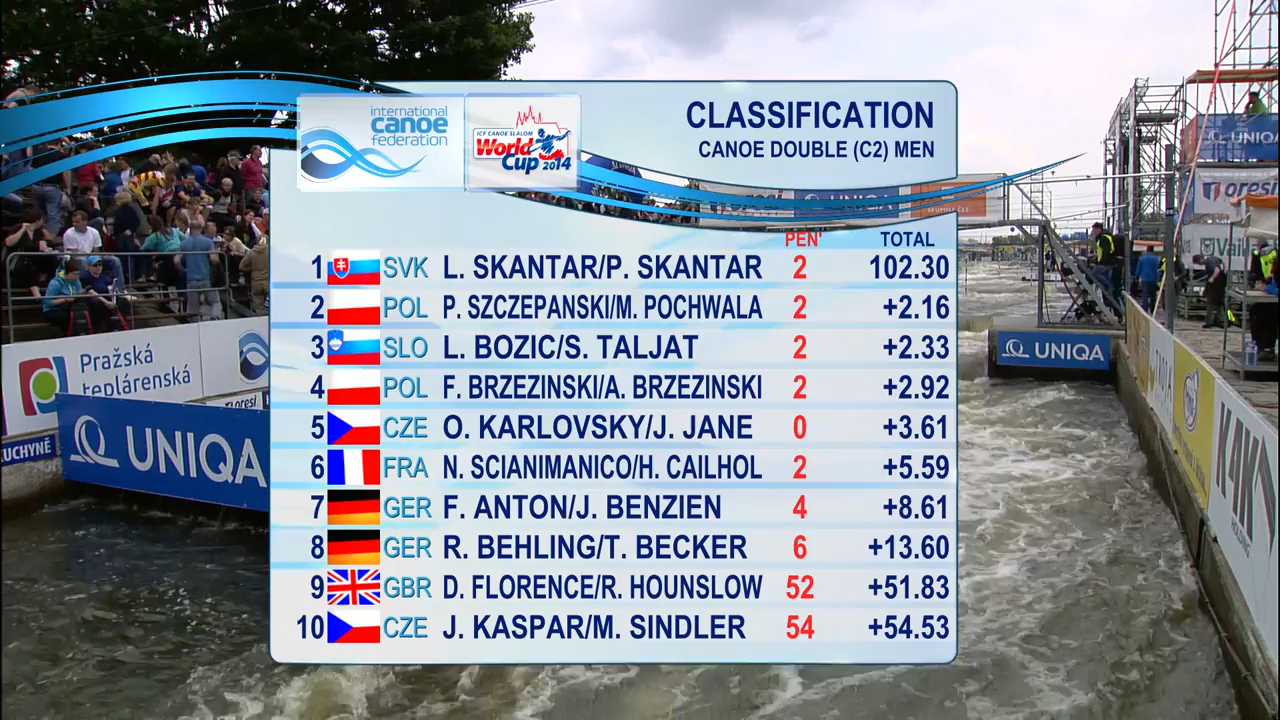 international
canoe
federation
ICF CANOE SLALOM
World
Cup 2014
CLASSIFICATION
CANOE DOUBLE (C2) MEN
PEN' TOTAL
1 SVK L. SKANTAR/P. SKANTAR 2 102.30
2 POL P. SZCZEPANSKI/M. POCHWALA 2 +2.16
3 SLO L. BOZIC/S. TALJAT 2 +2.33
4 POL F. BRZEZINSKI/A. BRZEZINSKI 2 +2.92
5 CZE O. KARLOVSKY/J. JANE 0 +3.61
6 FRA N. SCIANIMANICO/H. CAILHOL 2 +5.59
7 GER F. ANTON/J. BENZIEN 4 +8.61
8 GER R. BEHLING/T. BECKER 6 +13.60
9 GBR D. FLORENCE/R. HOUNSLOW 52 +51.83
10 CZE J. KASPAR/M. SINDLER 54 +54.53
Pražská
teplárenská
UNIQA
KUCHYNĚ
UNIQA
UNIQA
SKUPINA ČEZ
UNIQA